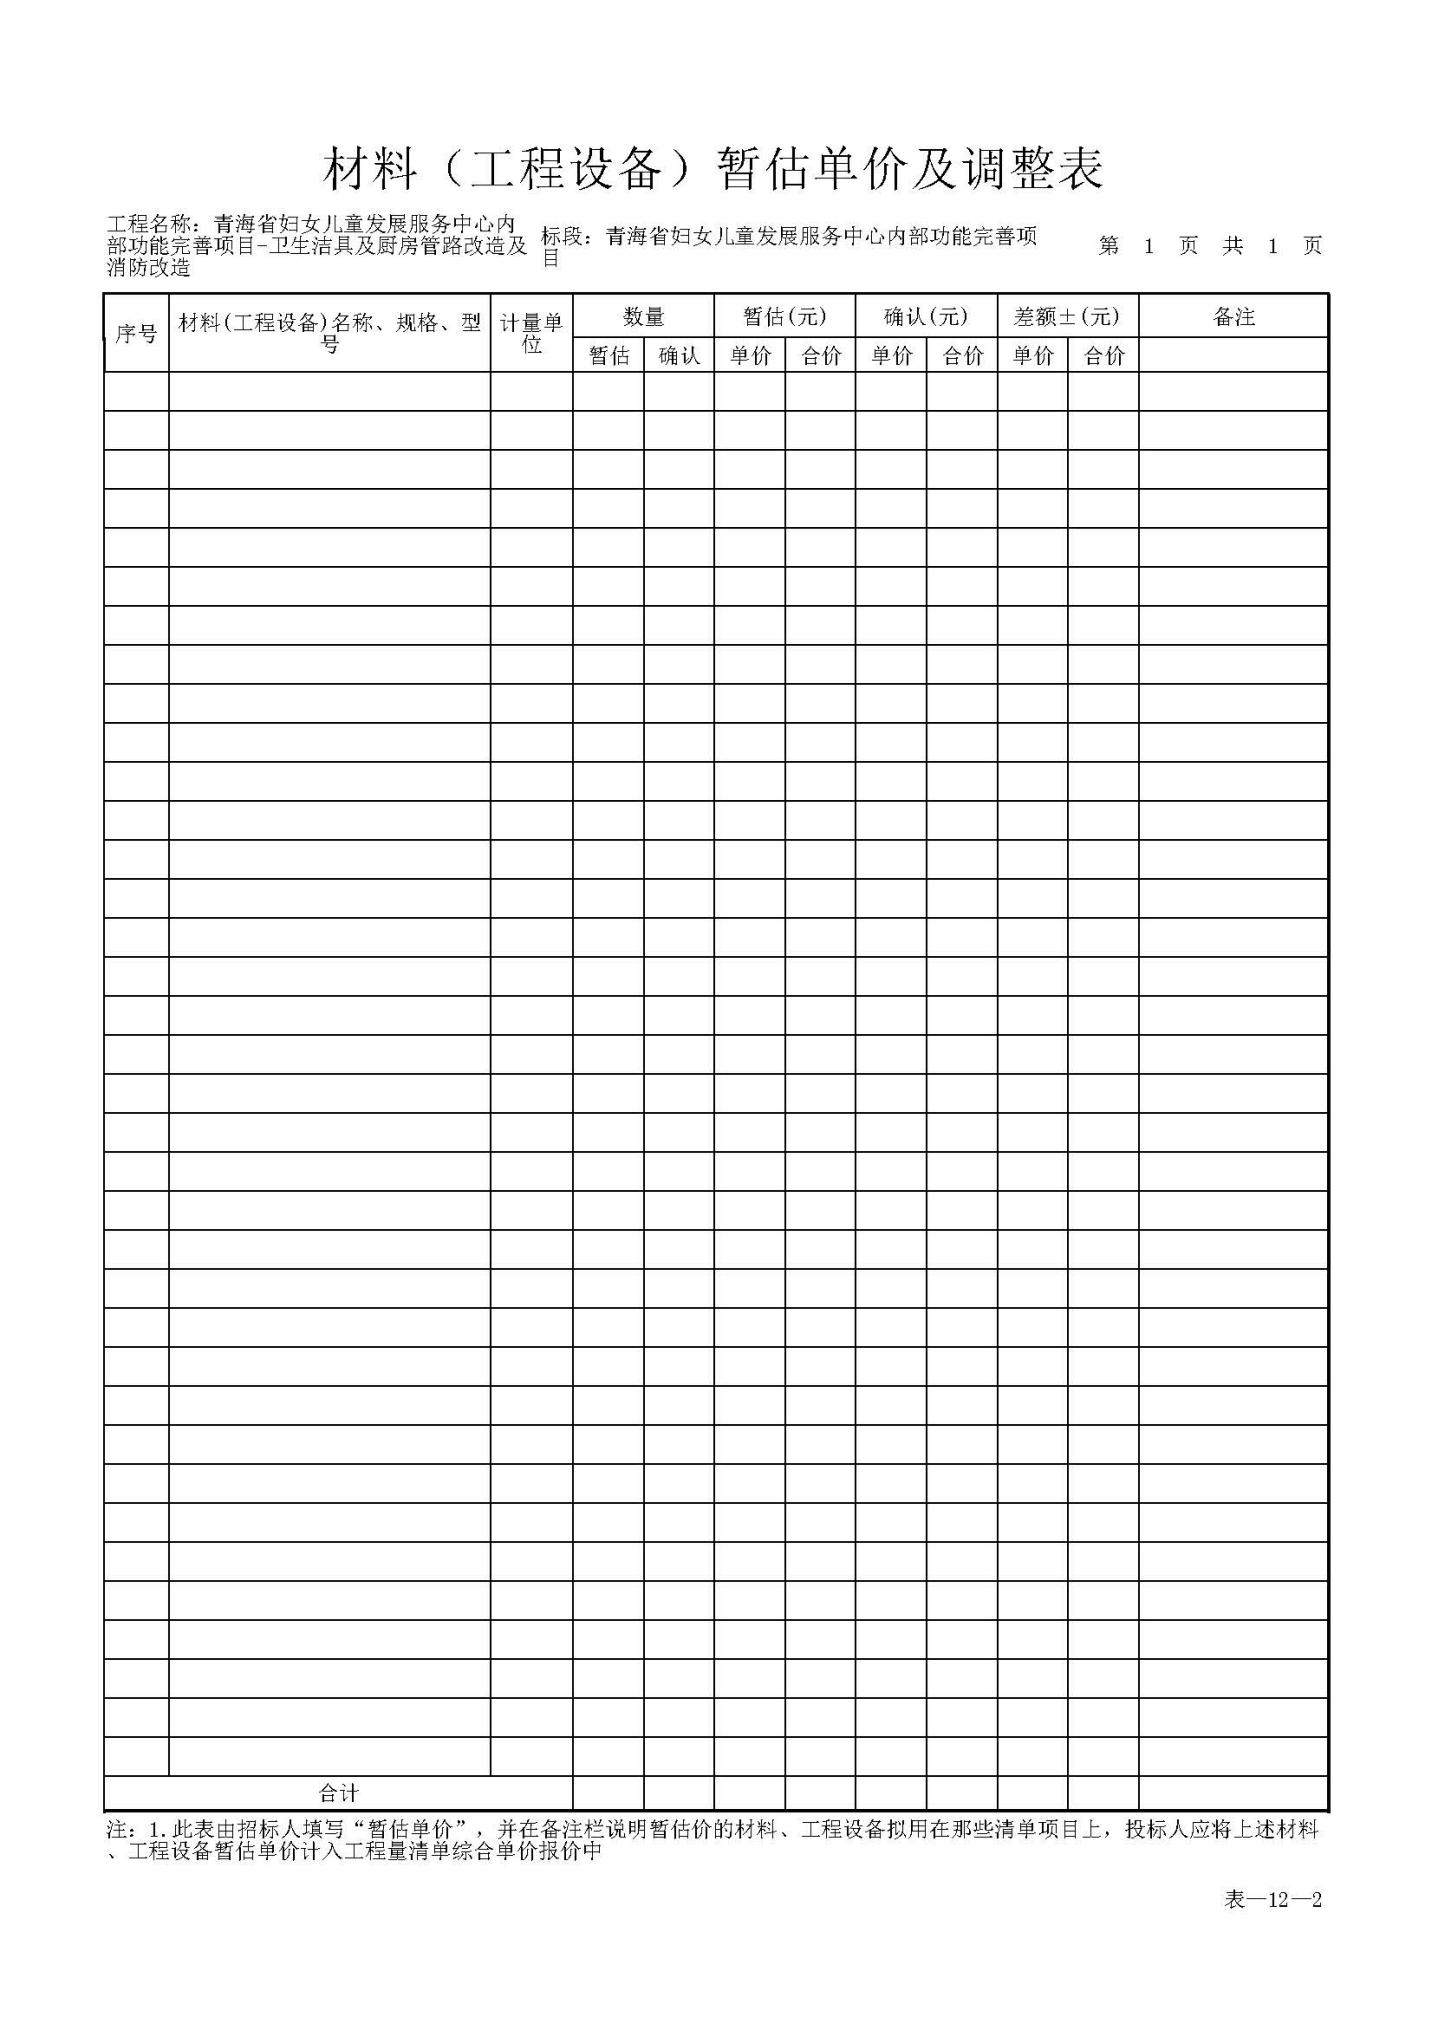 材料（工程设备）暂估单价及调整表
工程名称：青海省妇女儿童发展服务中心内
部功能完善项目-卫生洁具及厨房管路改造及
消防改造
标段：青海省妇女儿童发展服务中心内部功能完善项
目
第 1 页 共 1 页
序号
材料(工程设备)名称、规格、型
号
计量单
位
数量
暂估(元)
确认(元)
差额±(元)
备注
暂估
确认
单价
合价
单价
合价
单价
合价
合计
注：1.此表由招标人填写“暂估单价”，并在备注栏说明暂估价的材料、工程设备拟用在那些清单项目上，投标人应将上述材料
、工程设备暂估单价计入工程量清单综合单价报价中
表—12—2